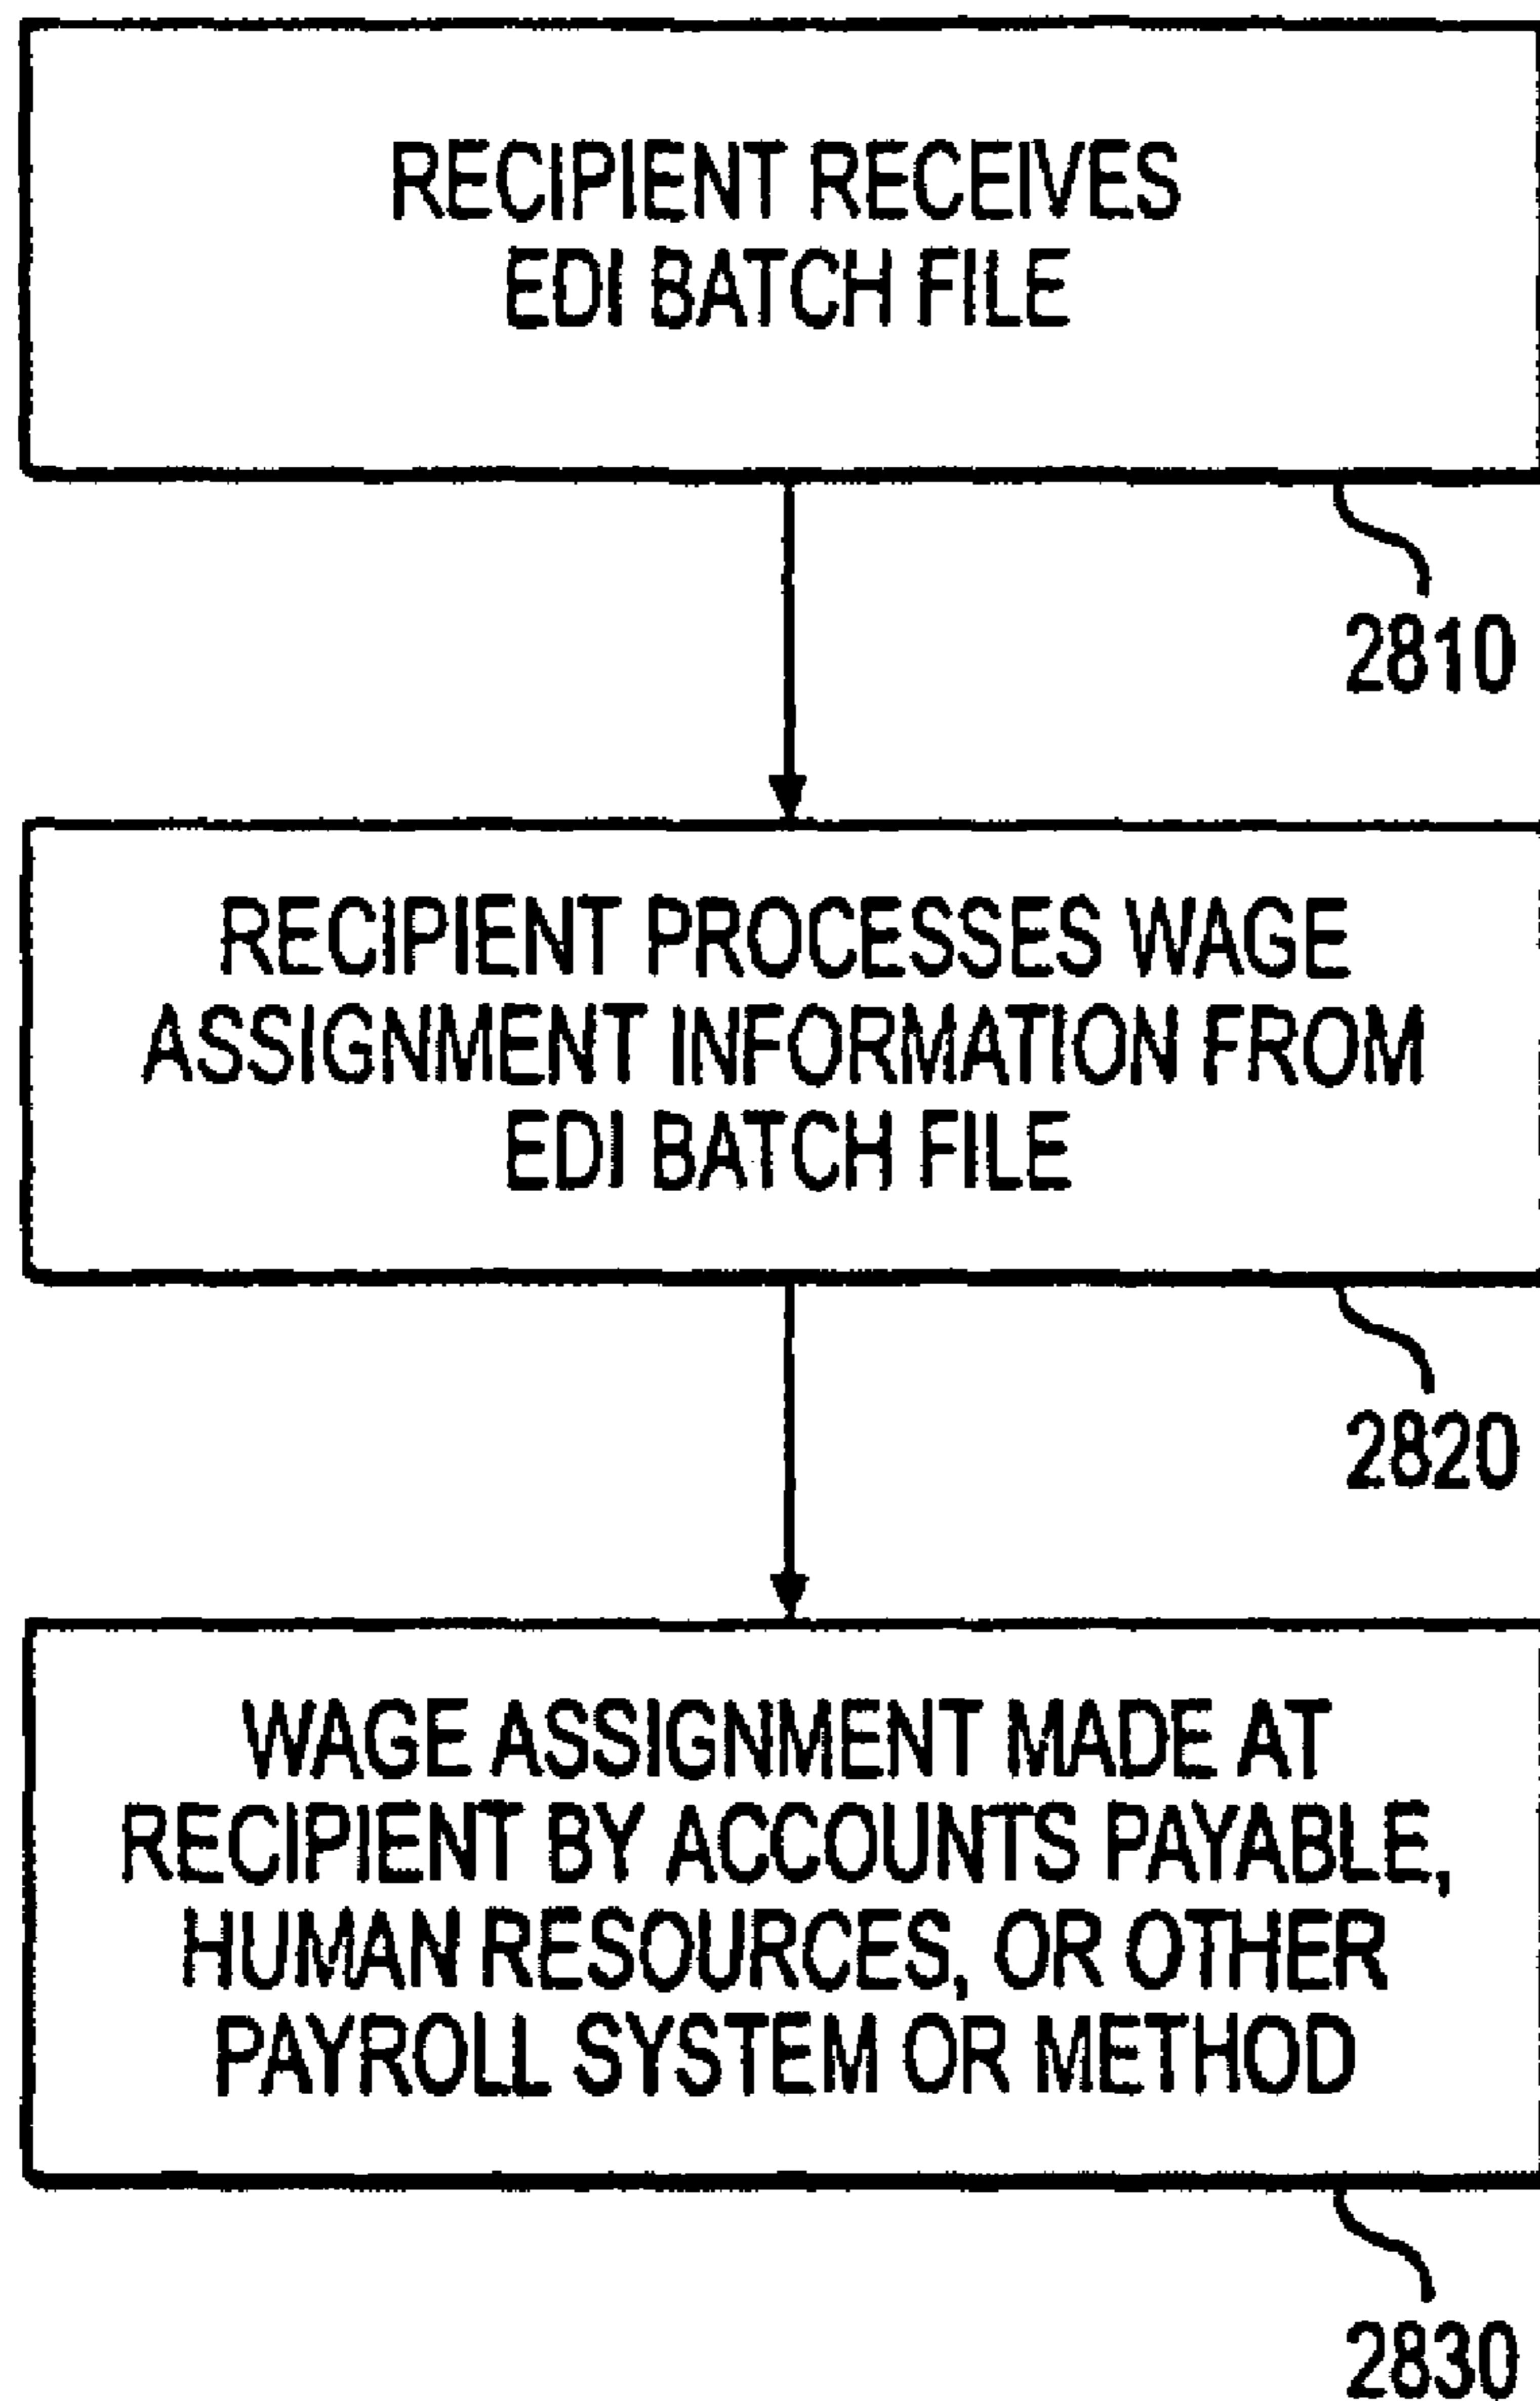 RECIPIENT RECEIVES
EDI BATCH FILE
2810
RECIPIENT PROCESSES WAGE
ASSIGNMENT INFORMATION FROM
EDI BATCH FILE
2820
WAGE ASSIGNMENT MADE AT
RECIPIENT BY ACCOUNTS PAYABLE,
HUMAN RESOURCES, OR OTHER
PAYROLL SYSTEM OR METHOD
2830